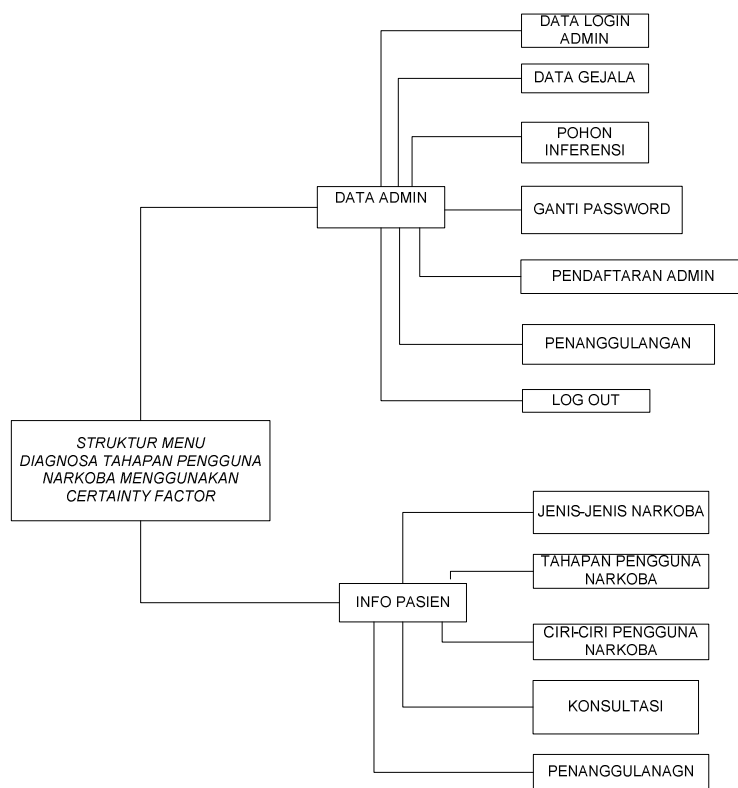 DATA LOGIN
ADMIN
DATA GEJALA
POHON
INFERENSI
DATA ADMIN
GANTI PASSWORD
PENDAFTARAN ADMIN
PENANGGULANGAN
LOG OUT
STRUKTUR MENU
DIAGNOSA TAHAPAN PENGGUNA
NARKOBA MENGGUNAKAN
CERTAINTY FACTOR
JENIS-JENIS NARKOBA
TAHAPAN PENGGUNA
NARKOBA
INFO PASIEN
CIRI-CIRI PENGGUNA
NARKOBA
KONSULTASI
PENANGGULANAGN